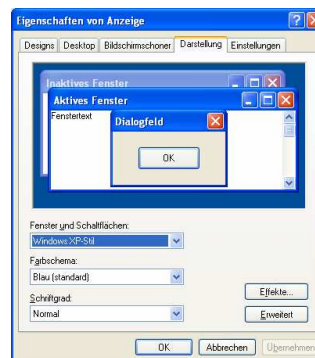 Eigenschaften von Anzeige
Designs Desktop Bildschirmschoner Darstellung Einstellungen
Inaktives Fenster
Aktives Fenster
Fenstertext
Dialogfeld
OK
Fenster und Schaltflächen:
Windows XP-Stil
Farbschema:
Blau (standard)
Effekte...
Schriftgrad:
Normal
Erweitert
OK Abbrechen Übernehmen